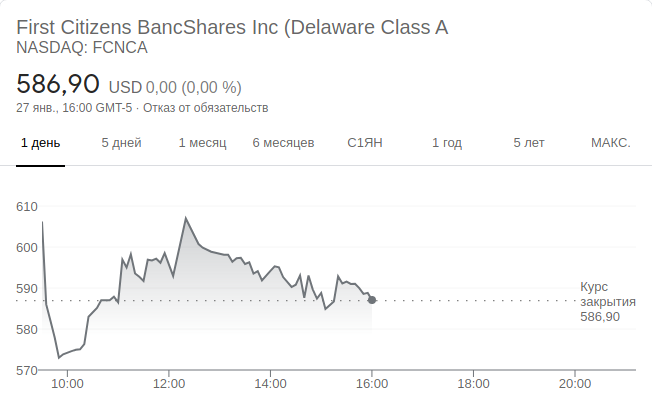 First Citizens BancShares Inc (Delaware Class A
NASDAQ: FCNCA
586,90 USD 0,00 (0,00 %)
27 янв., 16:00 GMT-5 · Отказ от обязательств
1 день 5 дней 1 месяц 6 месяцев С1ЯН 1 год 5 лет МАКС.
610
600
590
580
570
Курс
закрытия
586,90
10:00 12:00 14:00 16:00 18:00 20:00